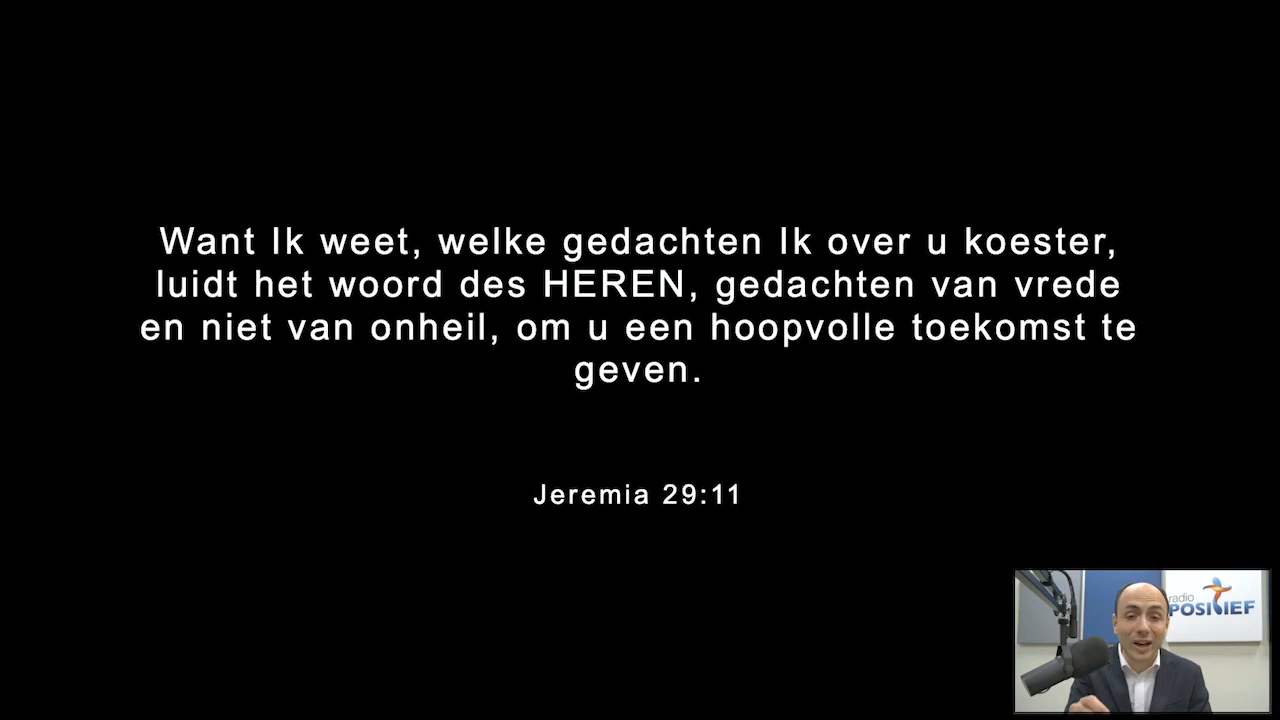 Want Ik weet, welke gedachten Ik over u koester,
luidt het woord des HEREN, gedachten van vrede
en niet van onheil, om u een hoopvolle toekomst te
geven.
Jeremia 29:11
radio
POSITIEF